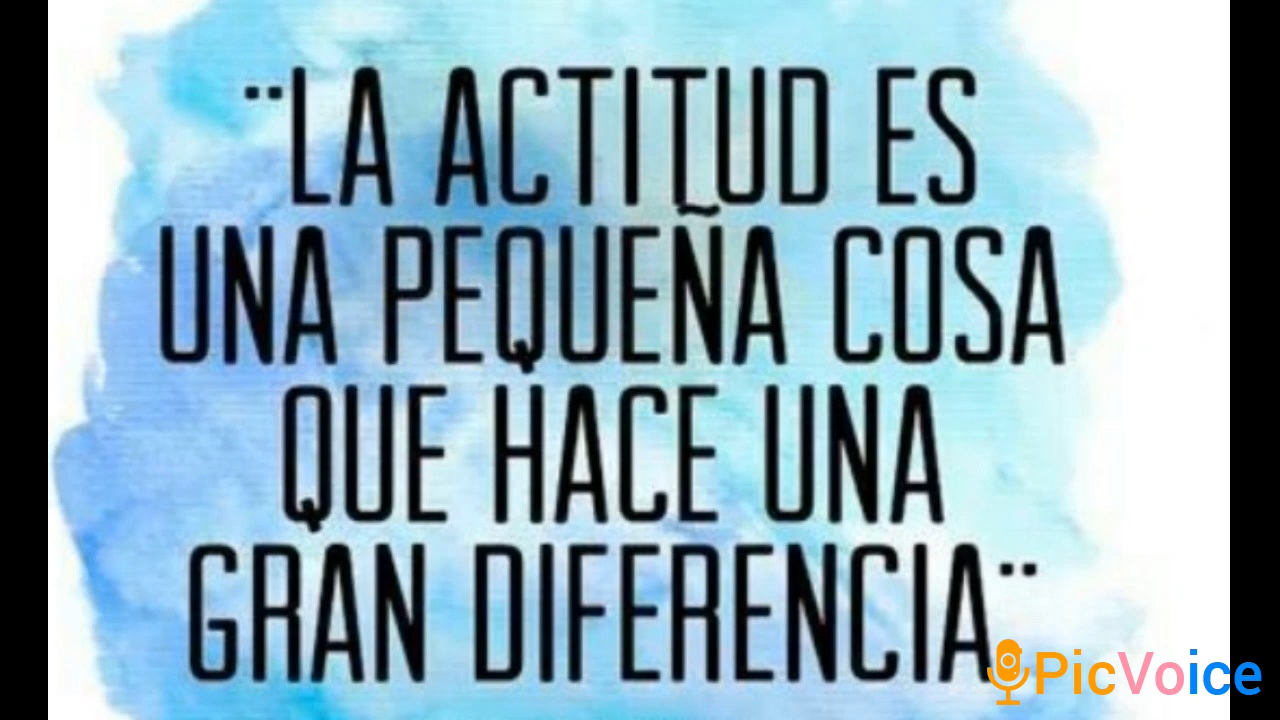 ¨LA ACTITUD ES
UNA PEQUEÑA COSA
QUE HACE UNA
GRAN DIFERENCIA¨
PicVoice